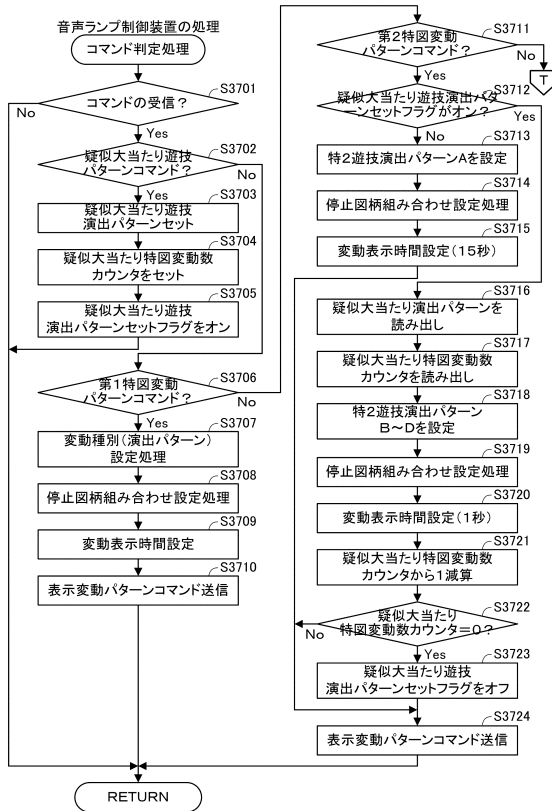 音声ランプ制御装置の処理
コマンド判定処理
S3701
コマンドの受信?
No
Yes
S3702
疑似大当たり遊技
パターンコマンド?
No
Yes
S3703
疑似大当たり遊技
演出パターンセット
S3704
疑似大当たり特図変動数
カウンタをセット
S3705
疑似大当たり遊技
演出パターンセットフラグをオン
S3706
第1特図変動
パターンコマンド?
No
Yes
S3707
変動種別(演出パターン)
設定処理
S3708
停止図柄組み合わせ設定処理
S3709
変動表示時間設定
S3710
表示変動パターンコマンド送信
RETURN
S3711
第2特図変動
パターンコマンド?
No
T
Yes
S3712
疑似大当たり遊技演出パタ
ーンセットフラグがオン?
Yes
No
S3713
特2遊技演出パターンAを設定
S3714
停止図柄組み合わせ設定処理
S3715
変動表示時間設定(15秒)
S3716
疑似大当たり演出パターンを
読み出し
S3717
疑似大当たり特図変動数
カウンタを読み出し
S3718
特2遊技演出パターン
B~Dを設定
S3719
停止図柄組み合わせ設定処理
S3720
変動表示時間設定(1秒)
S3721
疑似大当たり特図変動数
カウンタから1減算
S3722
疑似大当たり
特図変動数カウンタ=0?
No
Yes
S3723
疑似大当たり遊技
演出パターンセットフラグをオフ
S3724
表示変動パターンコマンド送信